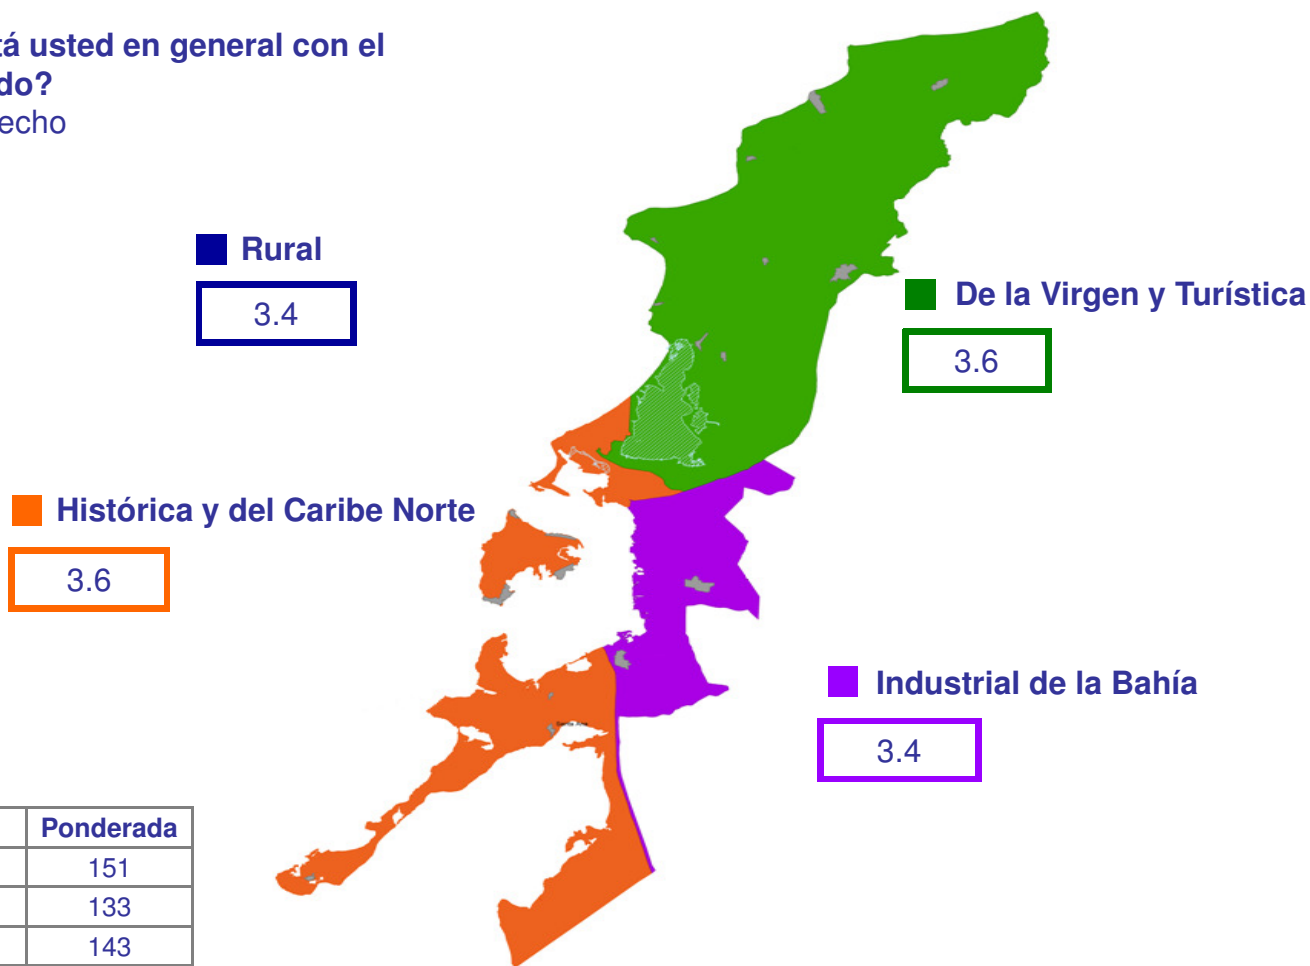 tá usted en general con el
do?
echo
Rural
3.4
De la Virgen y Turística
3.6
Histórica y del Caribe Norte
3.6
Industrial de la Bahía
3.4
Ponderada
151
133
143